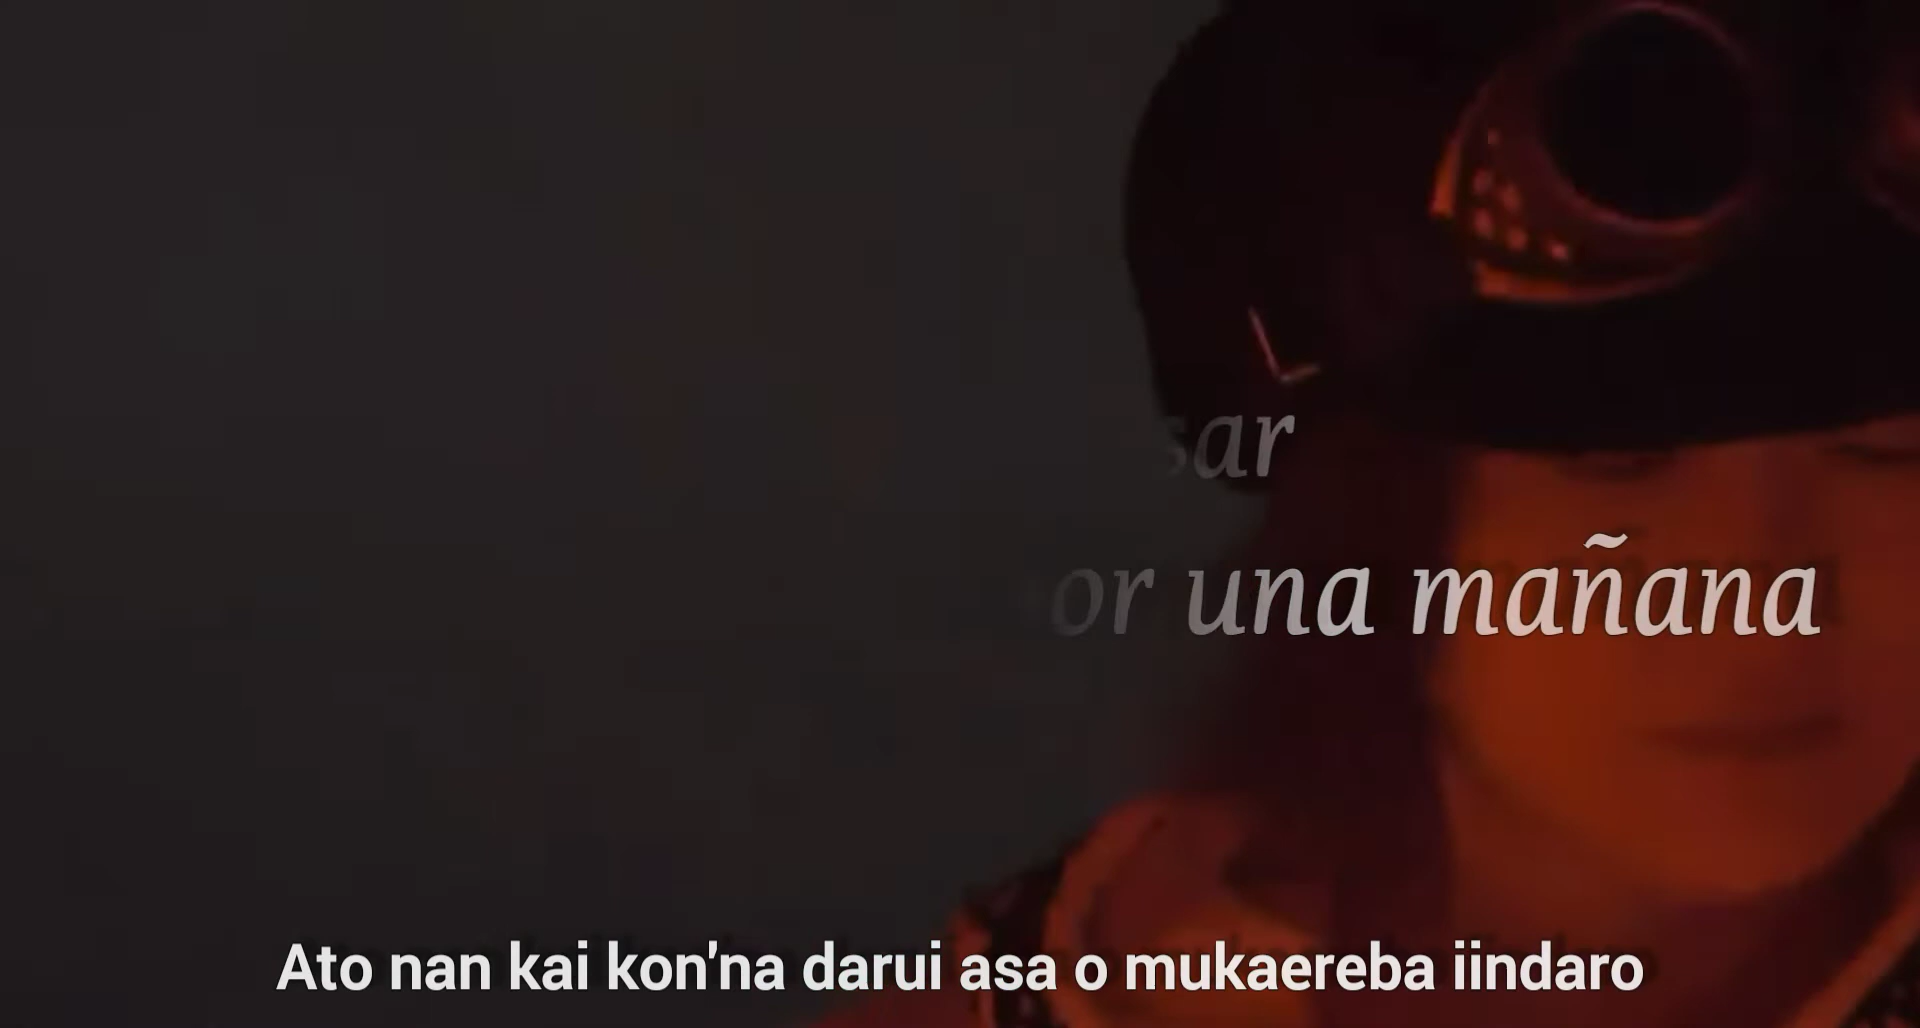 sar
or una mañana
Ato nan kai kon'na darui asa o mukaereba iindaro